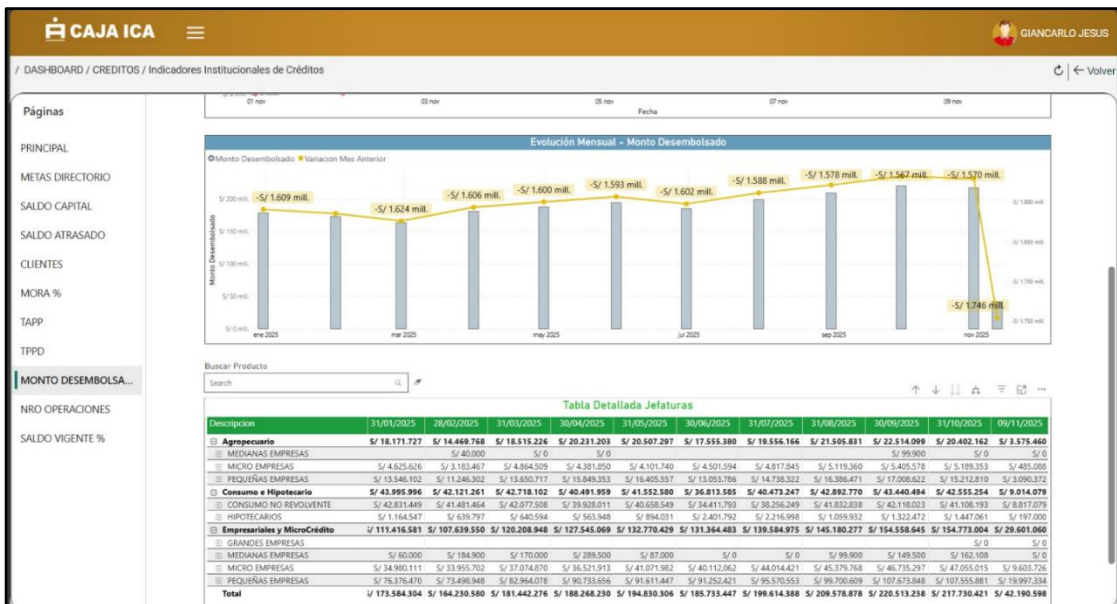 CAJA ICA
GIANCARLO JESUS
/ DASHBOARD / CREDITOS / Indicadores Institucionales de Créditos
Volver
Páginas
PRINCIPAL
METAS DIRECTORIO
SALDO CAPITAL
SALDO ATRASADO
CLIENTES
MORA %
TAPP
TPPD
MONTO DESEMBOLSA...
NRO OPERACIONES
SALDO VIGENTE %
01 nov 03 nov 05 nov 07 nov 09 nov
Fecha
Evolución Mensual - Monto Desembolsado
Monto Desembolsado Variacion Mes Anterior
-S/ 1.609 mill. -S/ 1.624 mill. -S/ 1.606 mill. -S/ 1.600 mill. -S/ 1.593 mill. -S/ 1.602 mill. -S/ 1.588 mill. -S/ 1.578 mill. -S/ 1.567 mill. -S/ 1.570 mill.
-S/ 1.746 mill.
Monto Desembolsado
S/ 200 mill.
S/ 150 mill.
S/ 100 mill.
S/ 50 mill.
S/ 0 mill.
-S/ 1.700 mill.
-S/ 1.750 mill.
ene 2025 mar 2025 may 2025 jul 2025 sep 2025 nov 2025
Buscar Producto
Search
Tabla Detallada Jefaturas
Descripcion 31/01/2025 28/02/2025 31/03/2025 30/04/2025 31/05/2025 30/06/2025 31/07/2025 31/08/2025 30/09/2025 31/10/2025 09/11/2025
Agropecuario S/ 18.171.727 S/ 14.469.768 S/ 18.515.226 S/ 20.231.203 S/ 20.507.297 S/ 17.555.380 S/ 19.556.166 S/ 21.505.831 S/ 22.514.099 S/ 20.402.162 S/ 3.575.460
MEDIANAS EMPRESAS S/ 40.000 S/ 0 S/ 0 S/ 99.900 S/ 0 S/ 0
MICRO EMPRESAS S/ 4.625.626 S/ 3.183.467 S/ 4.864.509 S/ 4.381.850 S/ 4.101.740 S/ 4.501.594 S/ 4.817.845 S/ 5.119.360 S/ 5.405.578 S/ 5.189.353 S/ 485.088
PEQUEÑAS EMPRESAS S/ 13.546.102 S/ 11.246.302 S/ 13.650.717 S/ 15.849.353 S/ 16.405.557 S/ 13.053.786 S/ 14.738.322 S/ 16.386.471 S/ 17.008.622 S/ 15.212.810 S/ 3.090.372
Consumo e Hipotecario S/ 43.995.996 S/ 42.121.261 S/ 42.718.102 S/ 40.491.959 S/ 41.552.580 S/ 36.813.585 S/ 40.473.247 S/ 42.892.770 S/ 43.440.494 S/ 42.555.254 S/ 9.014.079
CONSUMO NO REVOLVENTE S/ 42.831.449 S/ 41.481.464 S/ 42.077.508 S/ 39.928.011 S/ 40.658.549 S/ 34.411.793 S/ 38.256.249 S/ 41.832.838 S/ 42.118.023 S/ 41.108.193 S/ 8.817.079
HIPOTECARIOS S/ 1.164.547 S/ 639.797 S/ 640.594 S/ 563.948 S/ 894.031 S/ 2.401.792 S/ 2.216.998 S/ 1.059.932 S/ 1.322.472 S/ 1.447.061 S/ 197.000
Empresariales y MicroCrédito 111.416.581 S/ 107.639.550 S/ 120.208.948 S/ 127.545.069 S/ 132.770.429 S/ 131.364.483 S/ 139.584.975 S/ 145.180.277 S/ 154.558.645 S/ 154.773.004 S/ 29.601.060
GRANDES EMPRESAS S/ 0 S/ 0
MEDIANAS EMPRESAS S/ 60.000 S/ 184.900 S/ 170.000 S/ 289.500 S/ 87.000 S/ 0 S/ 0 S/ 99.900 S/ 149.500 S/ 162.108 S/ 0
MICRO EMPRESAS S/ 34.980.111 S/ 33.955.702 S/ 37.074.870 S/ 36.521.913 S/ 41.071.982 S/ 40.112.062 S/ 44.014.421 S/ 45.379.768 S/ 46.735.297 S/ 47.055.015 S/ 9.603.726
PEQUEÑAS EMPRESAS S/ 76.376.470 S/ 73.498.948 S/ 82.964.078 S/ 90.733.656 S/ 91.611.447 S/ 91.252.421 S/ 95.570.553 S/ 99.700.609 S/ 107.673.848 S/ 107.555.881 S/ 19.997.334
Total 173.584.304 S/ 164.230.580 S/ 181.442.276 S/ 188.268.230 S/ 194.830.306 S/ 185.733.447 S/ 199.614.388 S/ 209.578.878 S/ 220.513.238 S/ 217.730.421 S/ 42.190.598